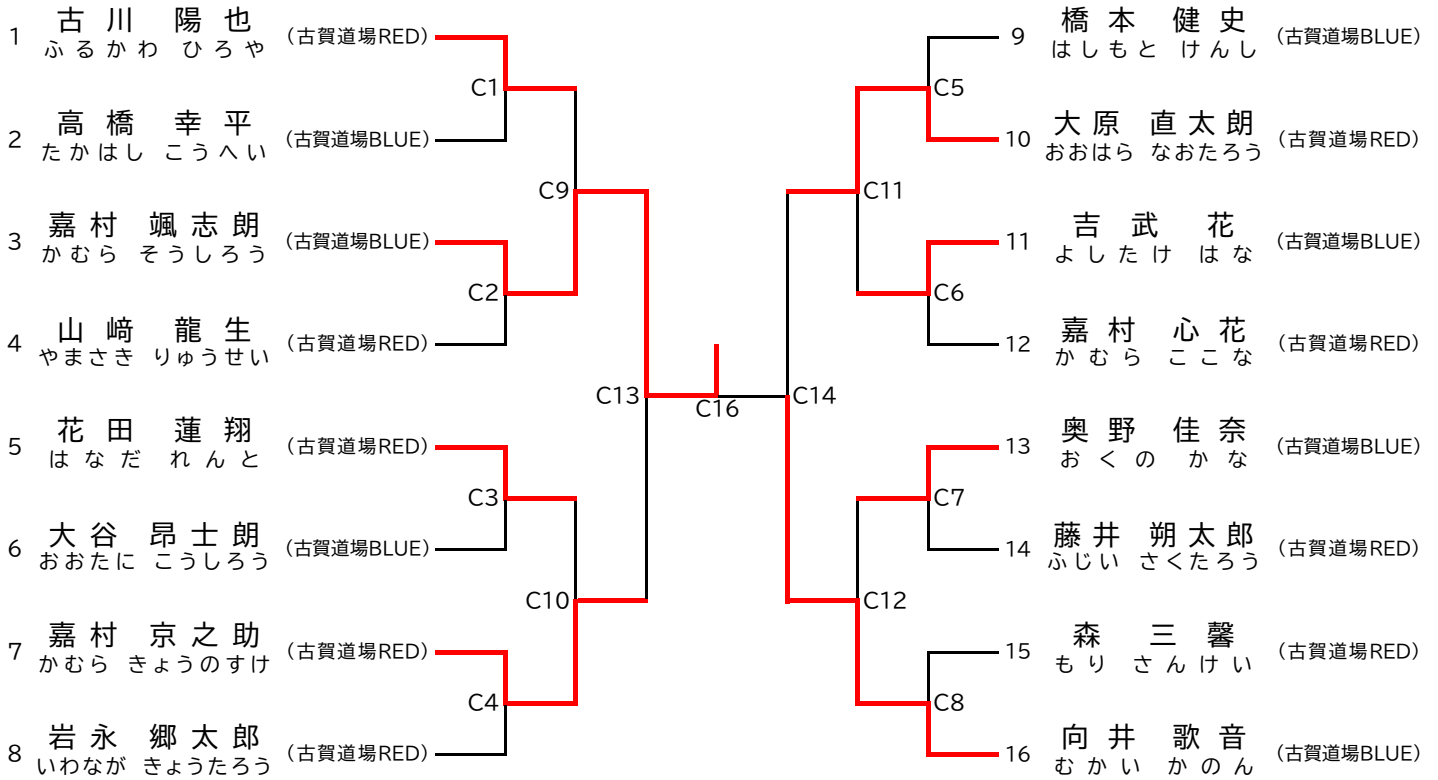 1 古川 陽也 (古賀道場RED)
ふるかわ ひろや
2 高橋 幸平 (古賀道場BLUE)
たかはし こうへい
3 嘉村 颯志朗 (古賀道場BLUE)
かむら そうしろう
4 山﨑 龍生 (古賀道場RED)
やまさき りゅうせい
5 花田 蓮翔 (古賀道場RED)
はなだ れんと
6 大谷 昂士朗 (古賀道場BLUE)
おおたに こうしろう
7 嘉村 京之助 (古賀道場RED)
かむら きょうのすけ
8 岩永 郷太郎 (古賀道場RED)
いわなが きょうたろう
C1
C2
C3
C4
C9
C10
C13
C16
C14
C11
C12
C5
C6
C7
C8
9 橋本 健史 (古賀道場BLUE)
はしもと けんし
10 大原 直太朗 (古賀道場RED)
おおはら なおたろう
11 吉武 花 (古賀道場BLUE)
よしたけ はな
12 嘉村 心花 (古賀道場RED)
かむら ここな
13 奥野 佳奈 (古賀道場BLUE)
おくの かな
14 藤井 朔太郎 (古賀道場RED)
ふじい さくたろう
15 森 三馨 (古賀道場RED)
もり さんけい
16 向井 歌音 (古賀道場BLUE)
むかい かのん